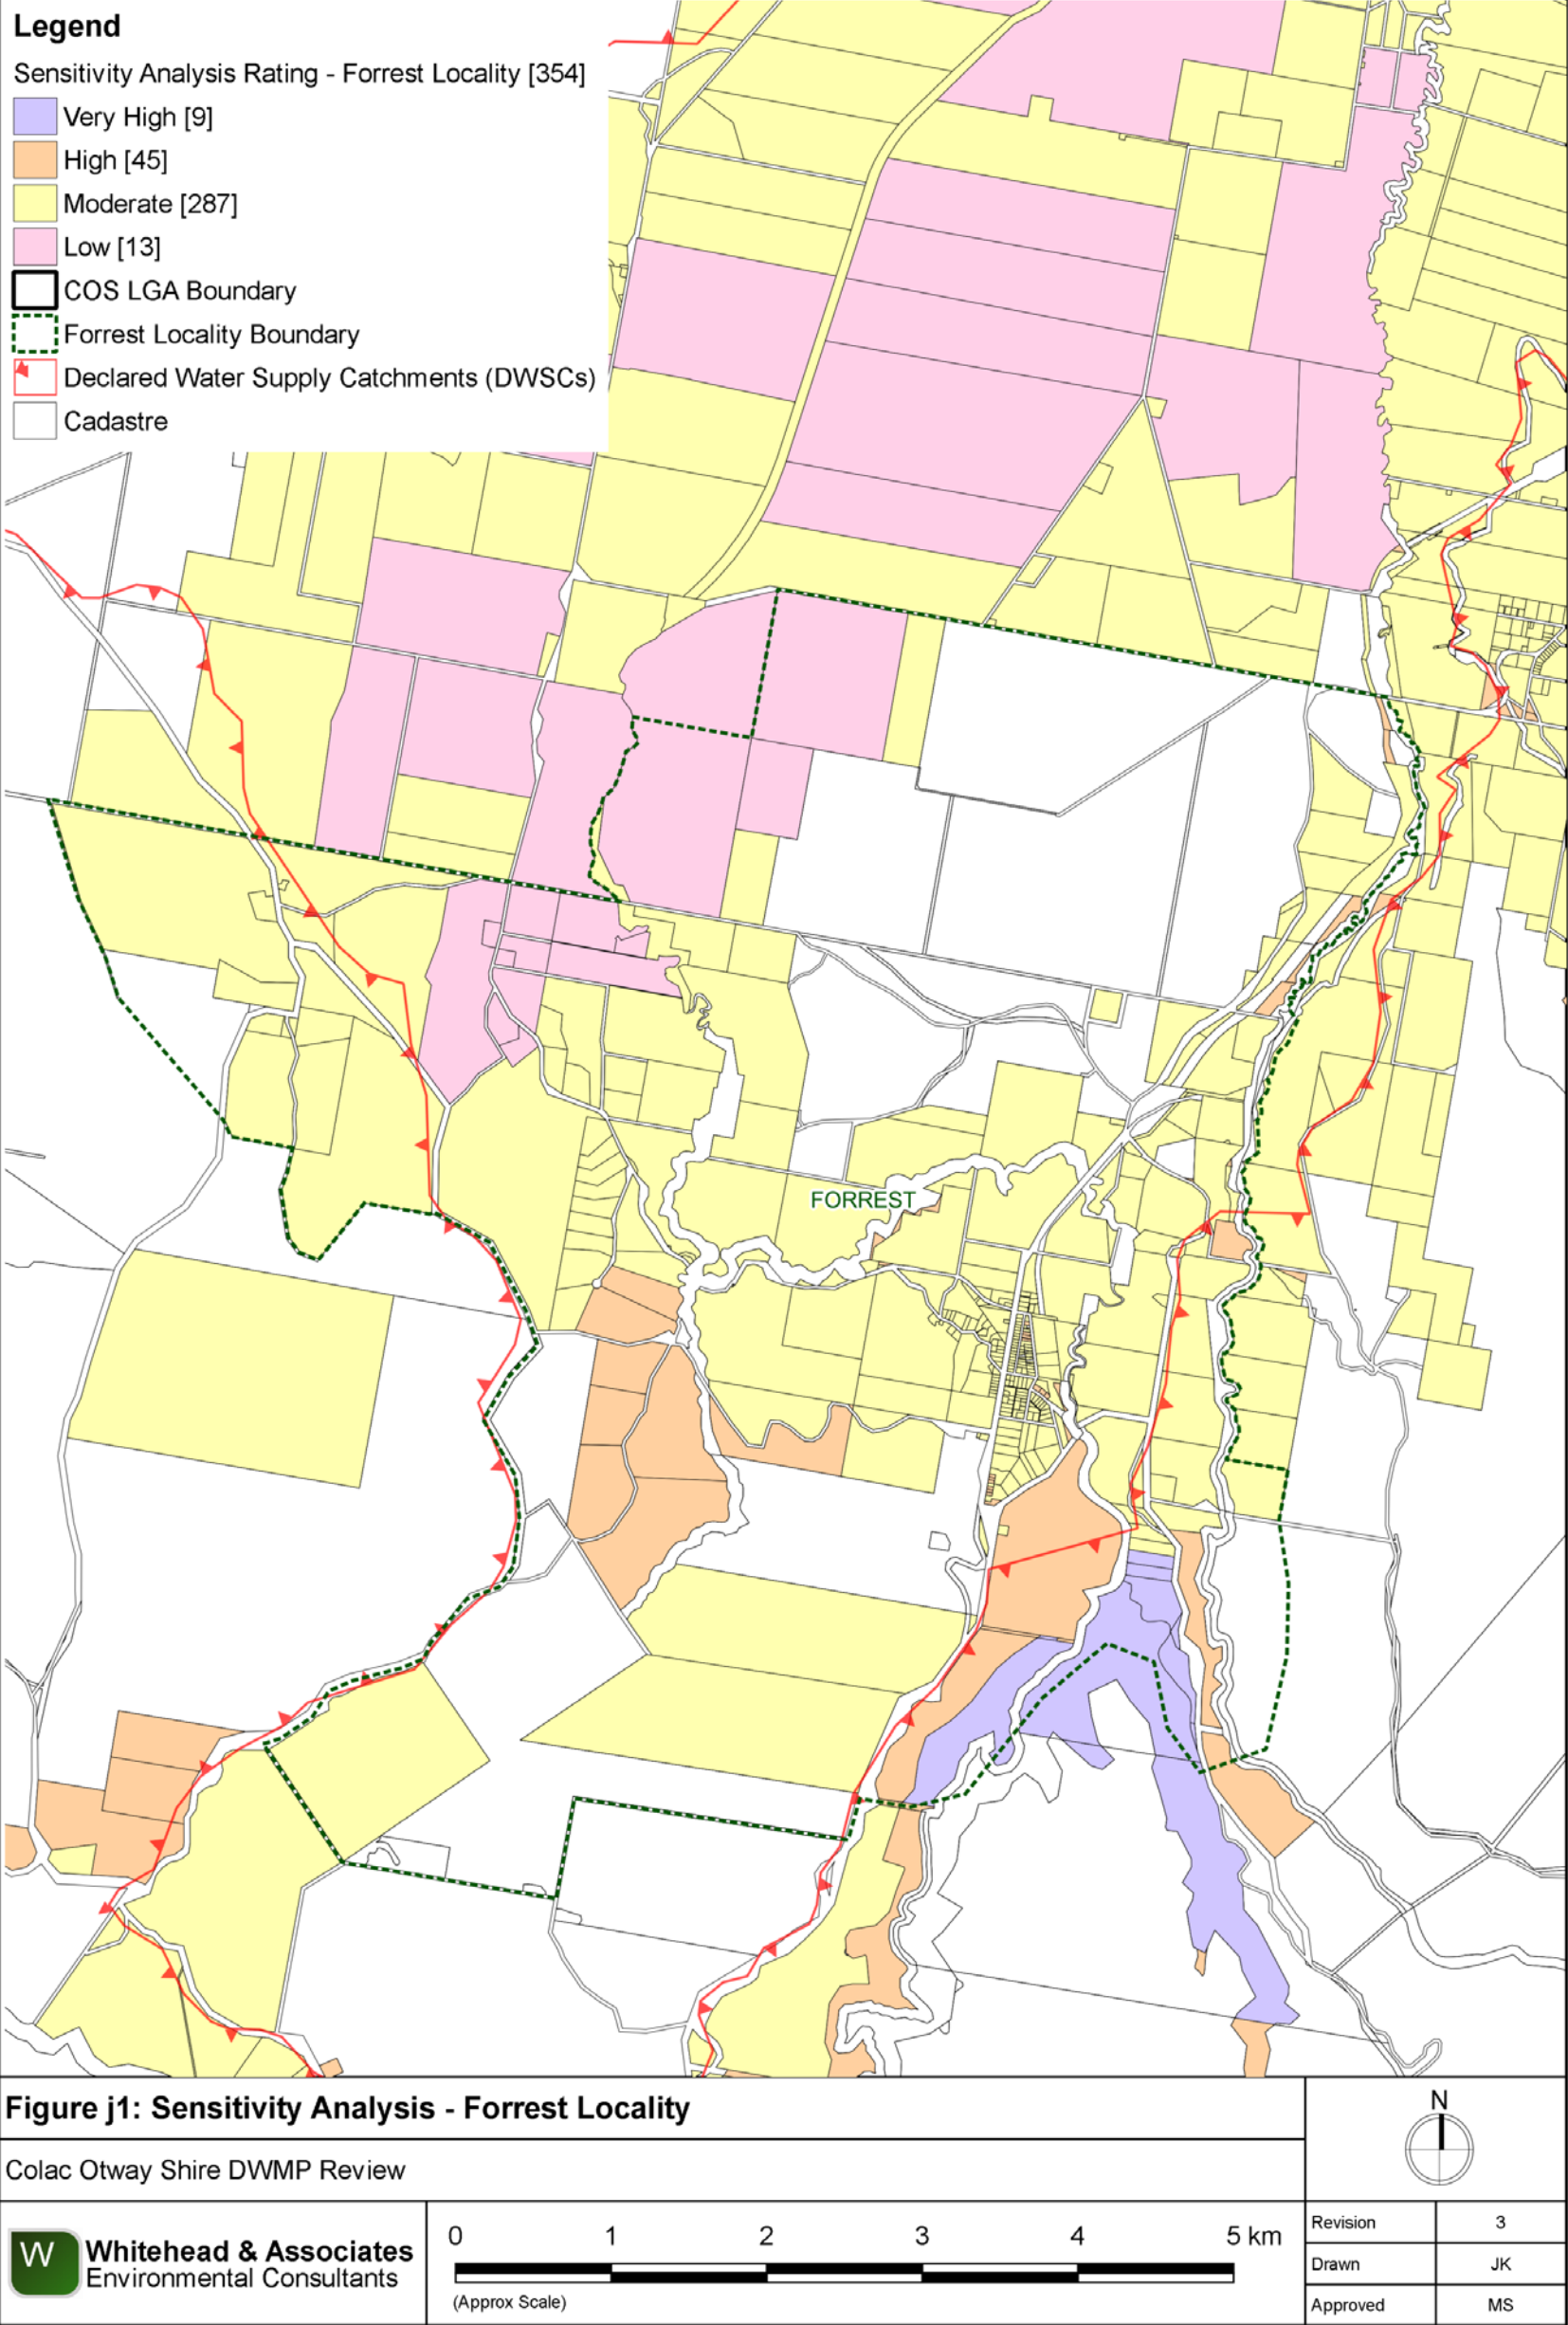 Legend
Sensitivity Analysis Rating - Forrest Locality [354]
Very High [9]
High [45]
Moderate [287]
Low [13]
COS LGA Boundary
Forrest Locality Boundary
Declared Water Supply Catchments (DWSCs)
Cadastre
FORREST
Figure j1: Sensitivity Analysis - Forrest Locality
Colac Otway Shire DWMP Review
N
W
Whitehead & Associates
Environmental Consultants
0 1 2 3 4 5 km
(Approx Scale)
Revision 3
Drawn JK
Approved MS